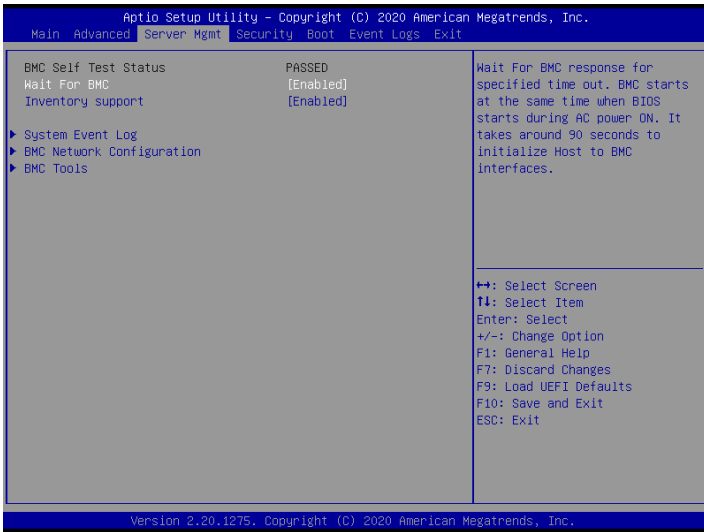 Aptio Setup Utility – Copyright (C) 2020 American Megatrends, Inc.
Main Advanced Server Mgmt Security Boot Event Logs Exit
BMC Self Test Status PASSED
Wait For BMC [Enabled]
Inventory support [Enabled]
System Event Log
BMC Network Configuration
BMC Tools
Wait For BMC response for
specified time out. BMC starts
at the same time when BIOS
starts during AC power ON. It
takes around 90 seconds to
initialize Host to BMC
interfaces.
↔: Select Screen
↑↓: Select Item
Enter: Select
+/-: Change Option
F1: General Help
F7: Discard Changes
F9: Load UEFI Defaults
F10: Save and Exit
ESC: Exit
Version 2.20.1275. Copyright (C) 2020 American Megatrends, Inc.